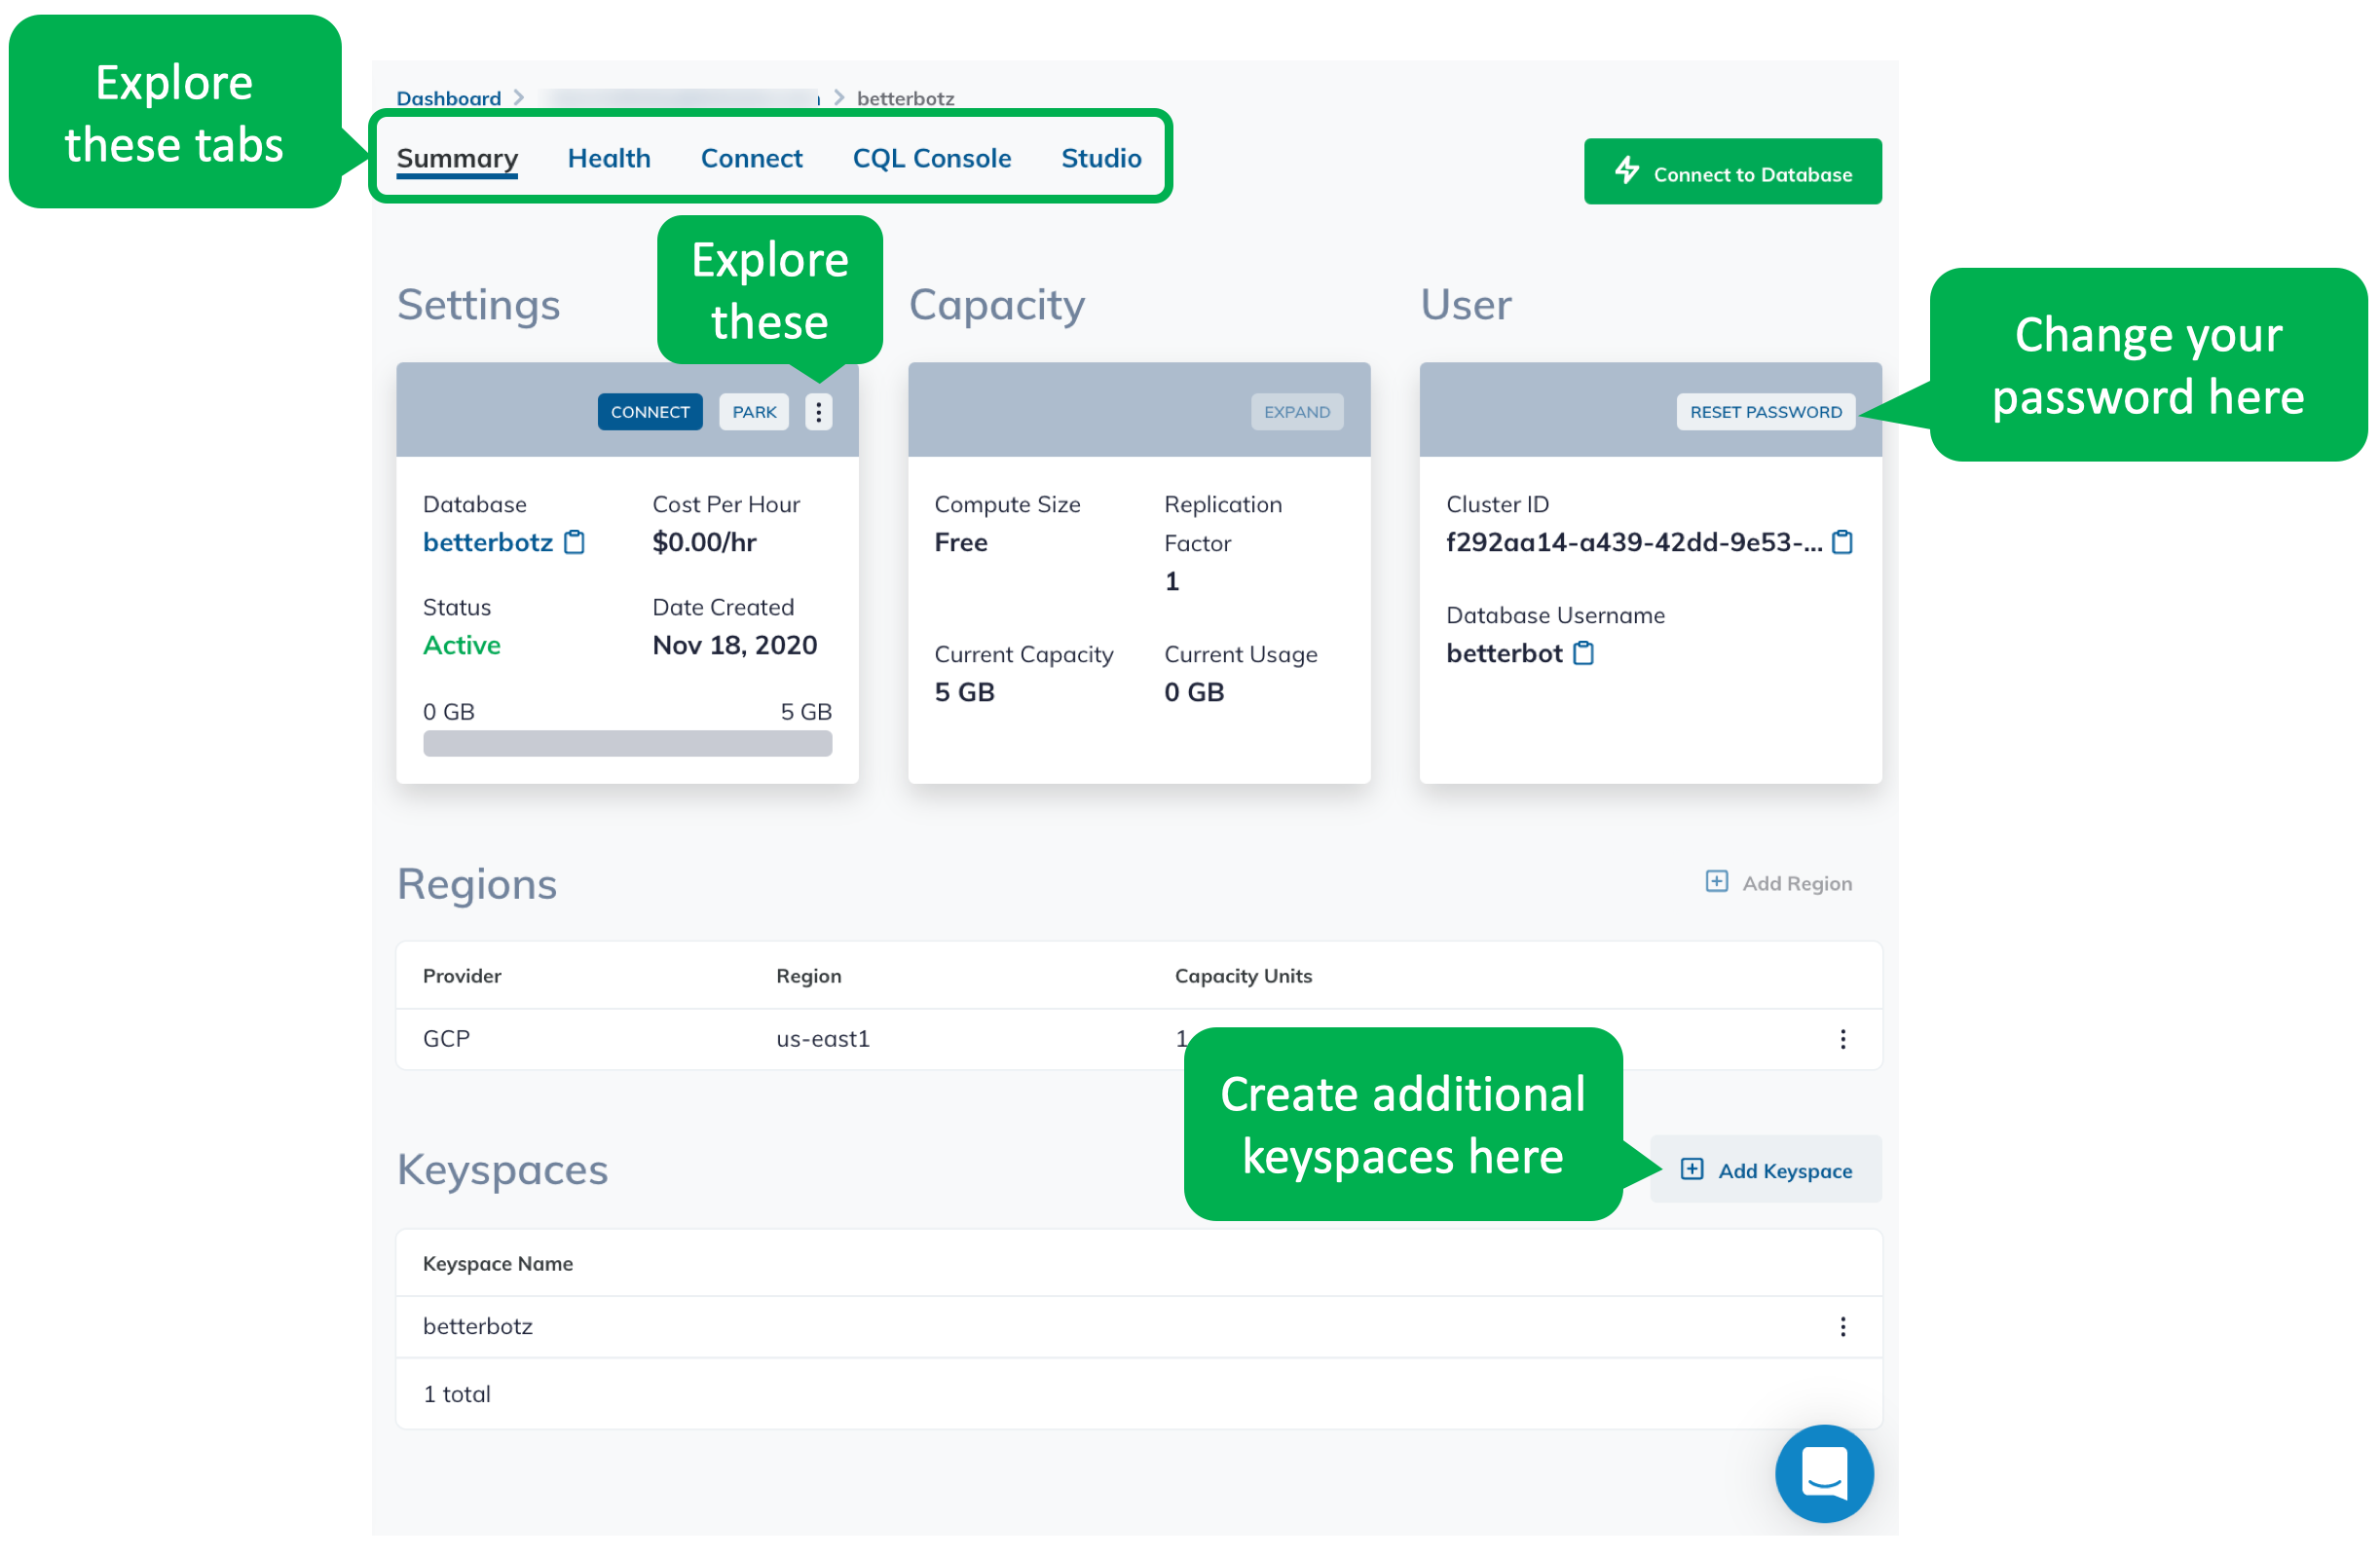 Explore
these tabs
Dashboard
betterbotz
Summary Health Connect CQL Console Studio
Connect to Database
Explore
these
Settings
Capacity
User
Change your
password here
CONNECT PARK
EXPAND
RESET PASSWORD
Database
betterbotz
Cost Per Hour
$0.00/hr
Status
Active
Date Created
Nov 18, 2020
0 GB 5 GB
Compute Size
Free
Replication
Factor
1
Current Capacity
5 GB
Current Usage
0 GB
Cluster ID
f292aa14-a439-42dd-9e53-...
Database Username
betterbot
Regions
Add Region
Provider Region Capacity Units
GCP us-east1 1
Create additional
keyspaces here
Keyspaces
Add Keyspace
Keyspace Name
betterbotz
1 total